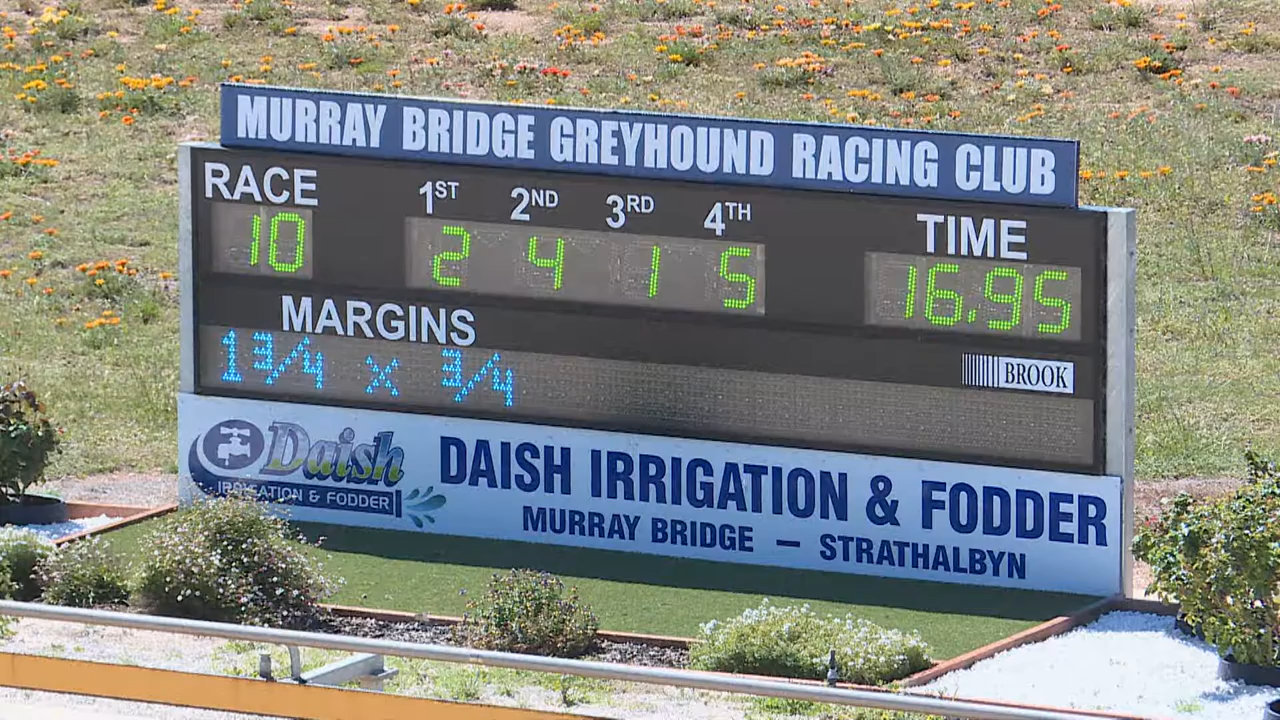 MURRAY BRIDGE GREYHOUND RACING CLUB
RACE 1ST 2ND 3RD 4TH TIME
10 2 4 1 5 16.95
MARGINS
1 3/4 x 3/4
BROOK
Daish
IRRIGATION & FODDER
DAISH IRRIGATION & FODDER
MURRAY BRIDGE – STRATHALBYN